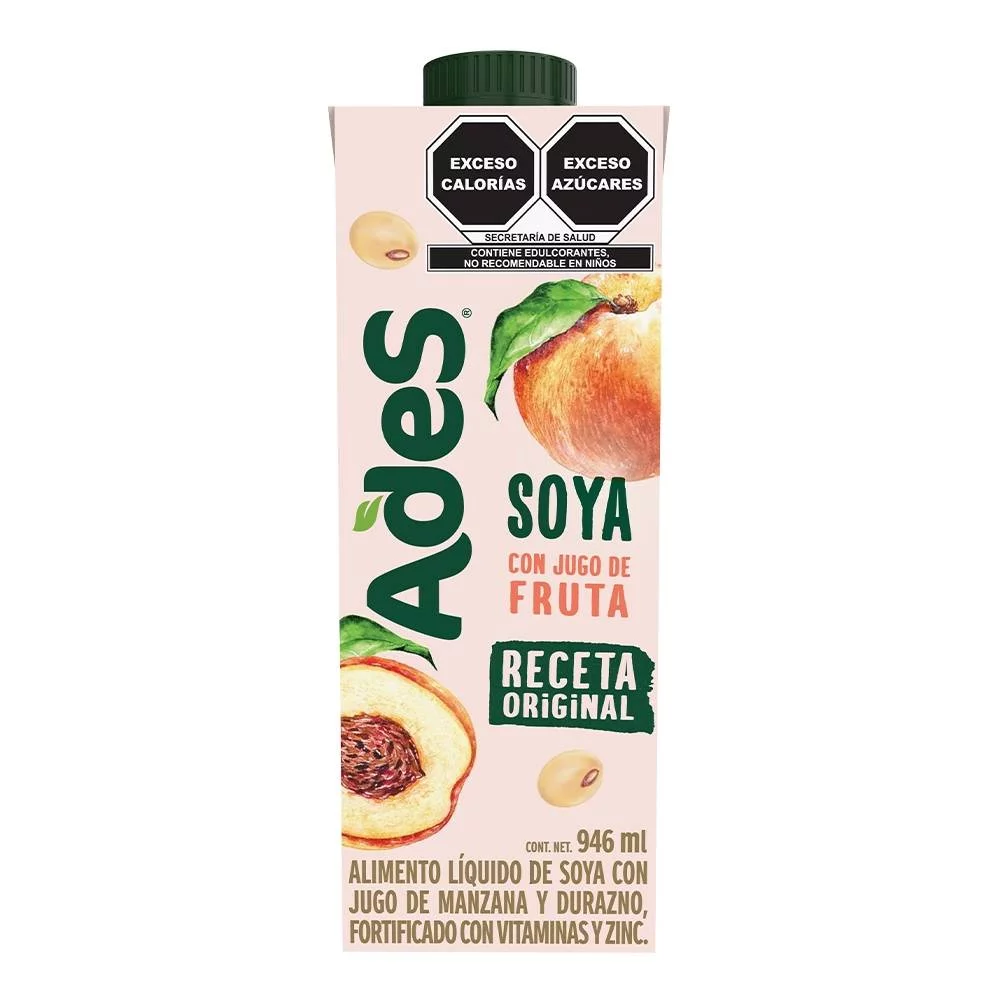 EXCESO
CALORÍAS
EXCESO
AZÚCARES
SECRETARÍA DE SALUD
CONTIENE EDULCORANTES,
NO RECOMENDABLE EN NIÑOS
AdeS®
SOYA
CON JUGO DE
FRUTA
RECETA
ORiGiNAL
CONT. NET. 946 ml
ALIMENTO LÍQUIDO DE SOYA CON
JUGO DE MANZANA Y DURAZNO,
FORTIFICADO CON VITAMINAS Y ZINC.